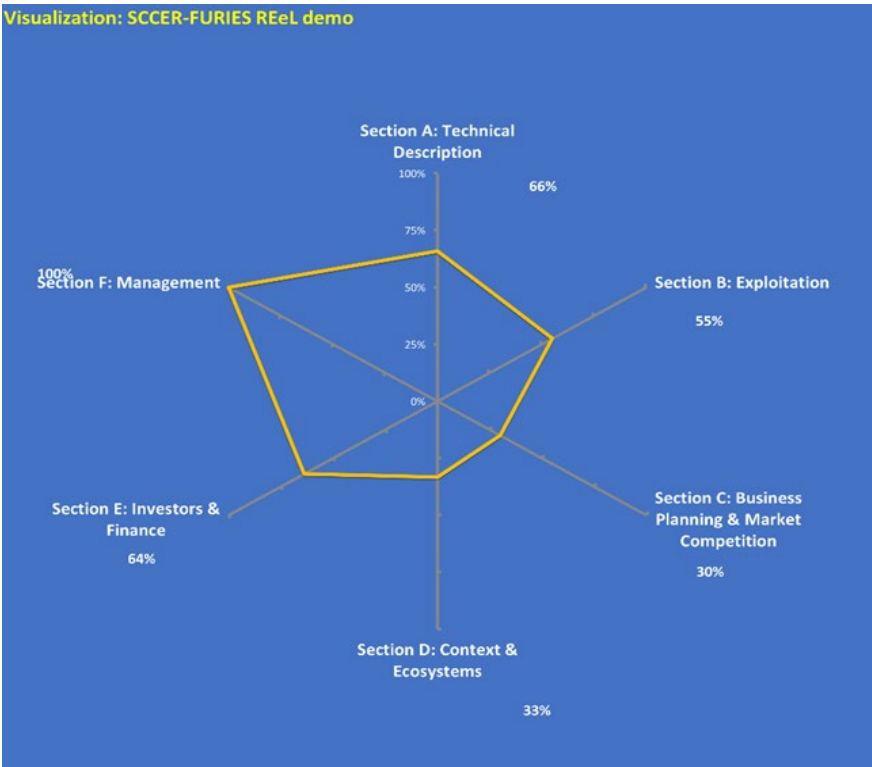 Visualization: SCCER-FURIES REeL demo
Section A: Technical
Description
100%
66%
75%
100%
Section F: Management
50%
Section B: Exploitation
55%
25%
0%
Section E: Investors &
Finance
64%
Section C: Business
Planning & Market
Competition
30%
Section D: Context &
Ecosystems
33%